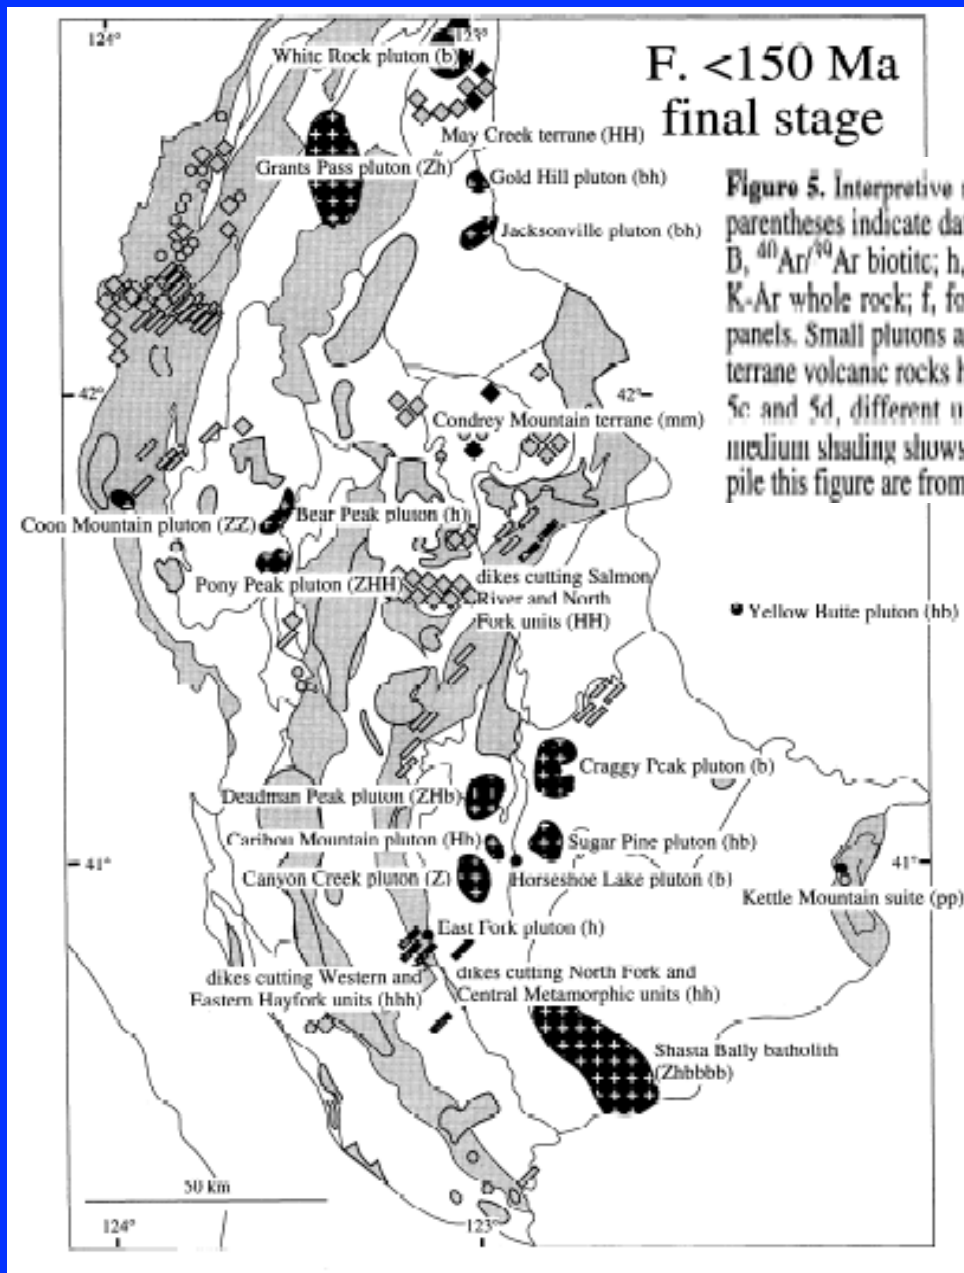 124°
123°
White Rock pluton (b)
F. <150 Ma
final stage
May Creek terrane (HH)
Grants Pass pluton (Zh)
Gold Hill pluton (bh)
Jacksonville pluton (bh)
Figure 5. Interpretive
parentheses indicate
B, ⁴⁰Ar/³⁹Ar biotite; h,
K-Ar whole rock; f,
panels. Small plutons
terrane volcanic rocks
5c and 5d, different
medium shading shows
pile this figure are from
42°
42°
Condrey Mountain terrane (mm)
Coon Mountain pluton (ZZ)
Bear Peak pluton (h)
Pony Peak pluton (ZHH)
dikes cutting Salmon
River and North
Fork units (HH)
Yellow Butte pluton (hb)
Craggy Peak pluton (b)
Deadman Peak pluton (ZHb)
Caribou Mountain pluton (Hb)
Sugar Pine pluton (hb)
41°
41°
Canyon Creek pluton (Z)
Horseshoe Lake pluton (b)
Kettle Mountain suite (pp)
East Fork pluton (h)
dikes cutting Western and
Eastern Hayfork units (hhh)
dikes cutting North Fork and
Central Metamorphic units (hh)
Shasta Bally batholith
(Zhbbbb)
50 km
124°
123°